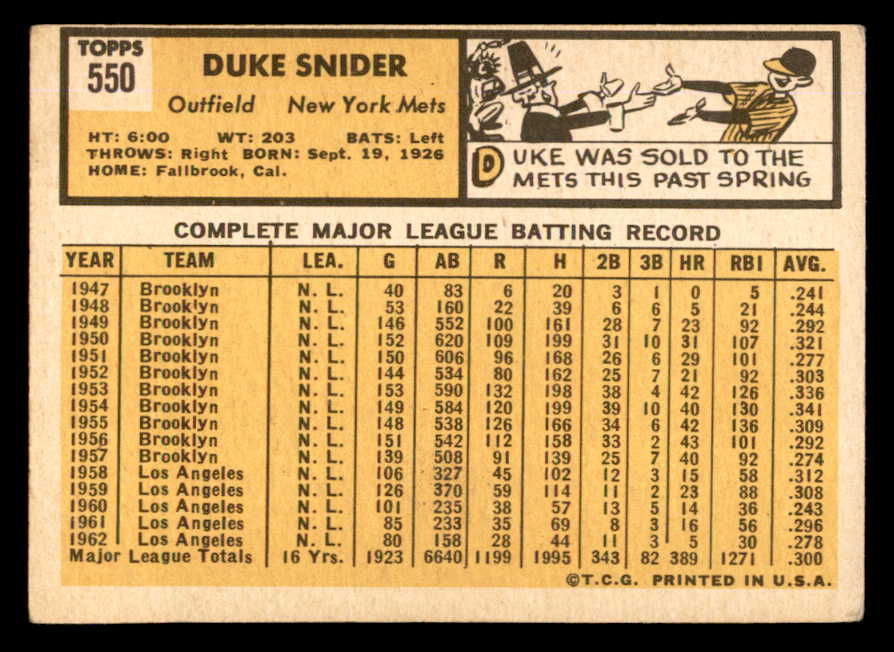 TOPPS
550
DUKE SNIDER
Outfield New York Mets
HT: 6:00 WT: 203 BATS: Left
THROWS: Right BORN: Sept. 19, 1926
HOME: Fallbrook, Cal.
DUKE WAS SOLD TO THE
METS THIS PAST SPRING
COMPLETE MAJOR LEAGUE BATTING RECORD
YEAR TEAM LEA. G AB R H 2B 3B HR RBI AVG.
1947 Brooklyn N. L. 40 83 6 20 3 1 0 5 .241
1948 Brooklyn N. L. 53 160 22 39 6 6 5 21 .244
1949 Brooklyn N. L. 146 552 100 161 28 7 23 92 .292
1950 Brooklyn N. L. 152 620 109 199 31 10 31 107 .321
1951 Brooklyn N. L. 150 606 96 168 26 6 29 101 .277
1952 Brooklyn N. L. 144 534 80 162 25 7 21 92 .303
1953 Brooklyn N. L. 153 590 132 198 38 4 42 126 .336
1954 Brooklyn N. L. 149 584 120 199 39 10 40 130 .341
1955 Brooklyn N. L. 148 538 126 166 34 6 42 136 .309
1956 Brooklyn N. L. 151 542 112 158 33 2 43 101 .292
1957 Brooklyn N. L. 139 508 91 139 25 7 40 92 .274
1958 Los Angeles N. L. 106 327 45 102 12 3 15 58 .312
1959 Los Angeles N. L. 126 370 59 114 11 2 23 88 .308
1960 Los Angeles N. L. 101 235 38 57 13 5 14 36 .243
1961 Los Angeles N. L. 85 233 35 69 8 3 16 56 .296
1962 Los Angeles N. L. 80 158 28 44 11 3 5 30 .278
Major League Totals 16 Yrs. 1923 6640 1199 1995 343 82 389 1271 .300
©T.C.G. PRINTED IN U.S.A.